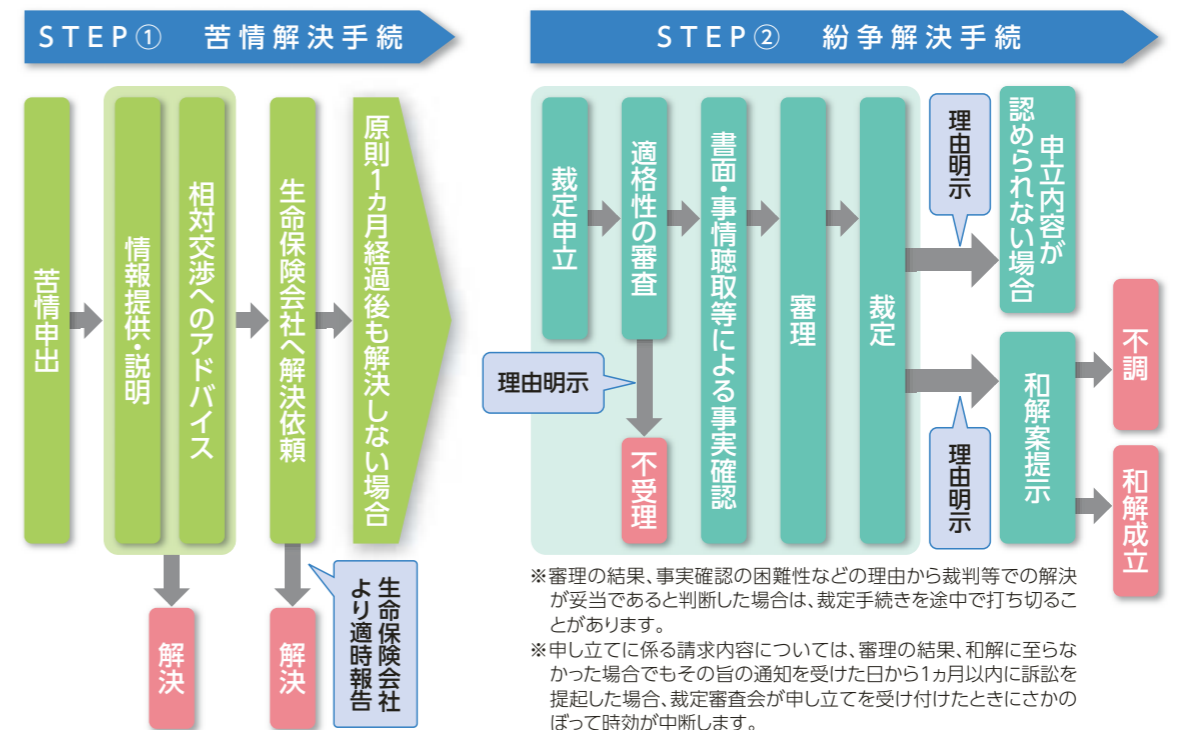 STEP① 苦情解決手続
苦情申出
情報提供・説明
相対交渉へのアドバイス
生命保険会社へ解決依頼
原則1ヵ月経過後も解決しない場合
解決
解決
生命保険会社
より適時報告
STEP② 紛争解決手続
裁定申立
適格性の審査
理由明示
不受理
書面・事情聴取等による事実確認
審理
裁定
理由明示
申立内容が
認められない場合
理由明示
和解案提示
不調
和解成立
※審理の結果、事実確認の困難性などの理由から裁判等での解決
が妥当であると判断した場合は、裁定手続きを途中で打ち切るこ
とがあります。
※申し立てに係る請求内容については、審理の結果、和解に至らな
かった場合でもその旨の通知を受けた日から1ヵ月以内に訴訟を
提起した場合、裁定審査会が申し立てを受け付けたときにさかの
ぼって時効が中断します。